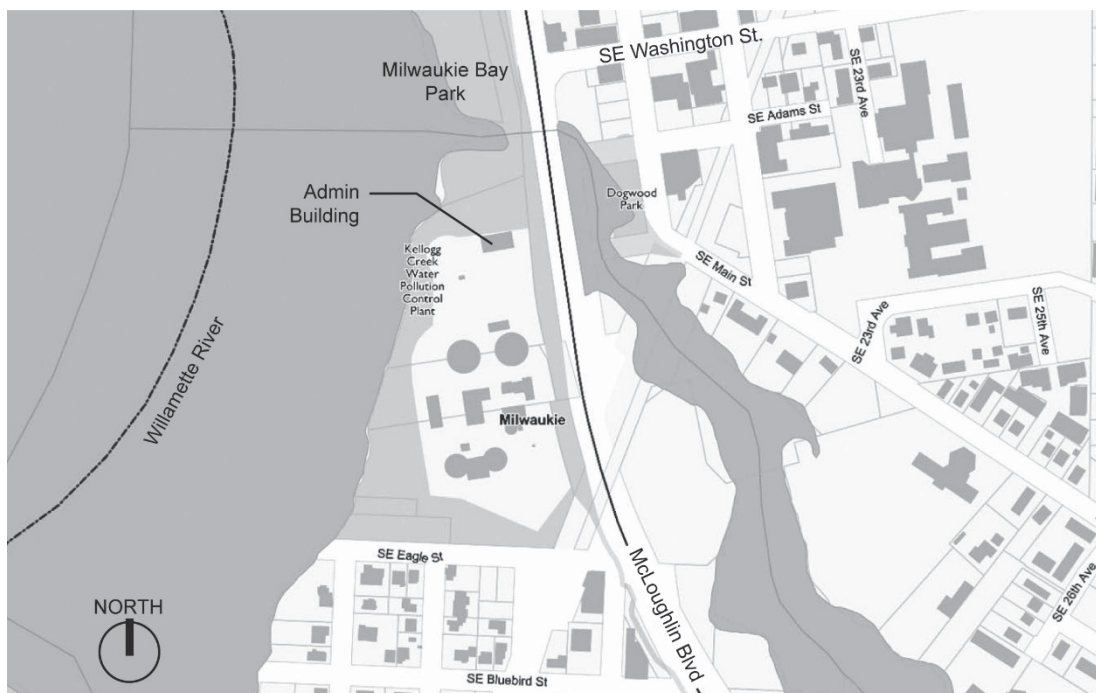 SE Washington St.
Milwaukie Bay
Park
SE 23rd Ave
SE Adams St
Admin
Building
Dogwood
Park
Kellogg
Creek
Water
Pollution
Control
Plant
SE Main St
SE 23rd Ave
SE 25th Ave
Willamette River
Milwaukie
SE Eagle St
McLoughlin Blvd
SE 26th Ave
NORTH
SE Bluebird St